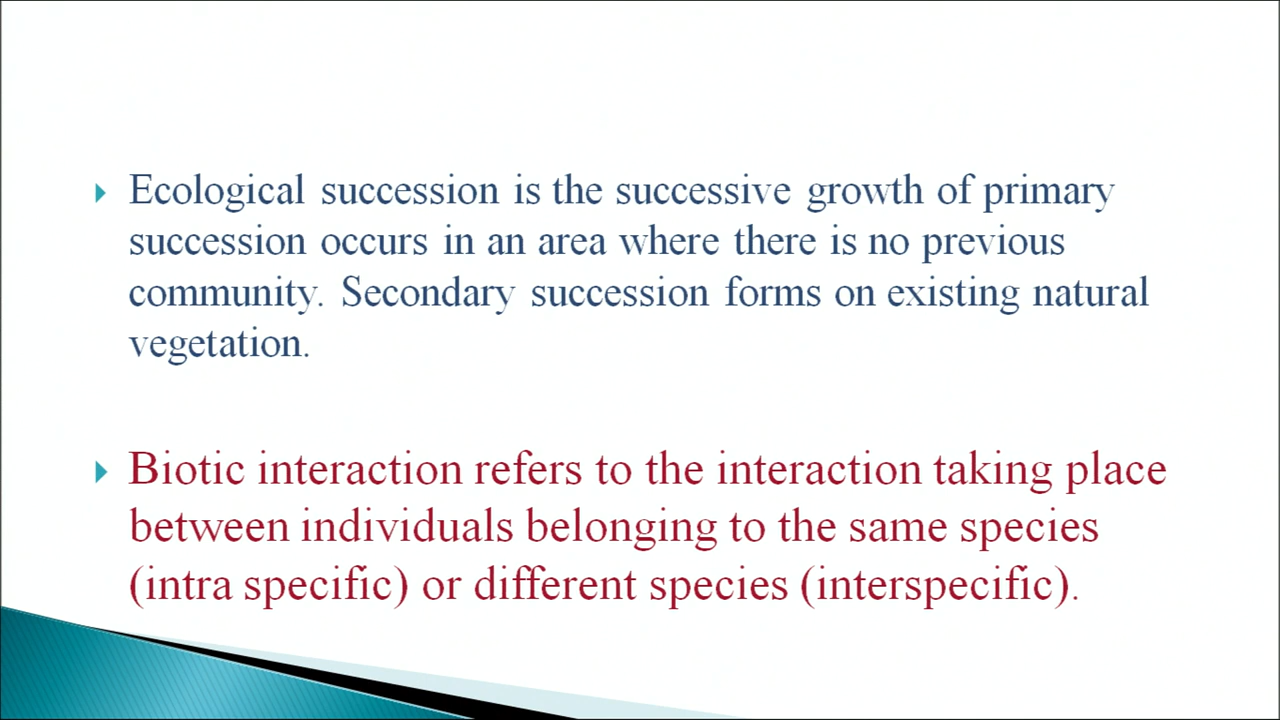 Ecological succession is the successive growth of primary
succession occurs in an area where there is no previous
community. Secondary succession forms on existing natural
vegetation.
Biotic interaction refers to the interaction taking place
between individuals belonging to the same species
(intra specific) or different species (interspecific).